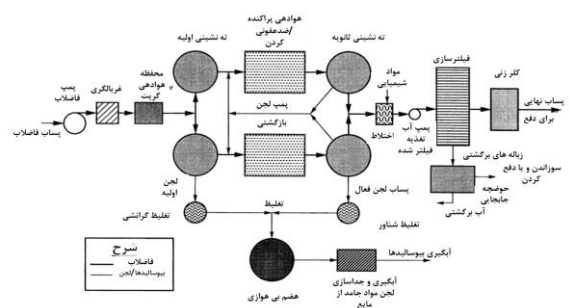 ته نشینی اولیه
هوادهی پراکنده
/ضدعفونی
کردن
ته نشینی ثانویه
پمپ
فاضلاب
غربالگری
محفظه
هوادهی
گریت
مواد
شیمیایی
فیلترسازی
کلر زنی
پساب فاضلاب
پمپ لجن
بازگشتی
اختلاط
پمپ آب
تغذیه
فیلتر شده
پساب نهایی
برای دفع
زباله های برگشتی
سوزاندن و یا دفع
کردن
حوضچه
جابجایی
آب برگشتی
لجن
اولیه
پساب لجن فعال
تغلیظ گرانشی
تغلیظ
تغلیظ شناور
شرح
فاضلاب
بیوسالیدها/لجن
هضم بی هوازی
آبگیری و جداسازی
لجن مواد جامد از
مایع
آبگیری بیوسالیدها